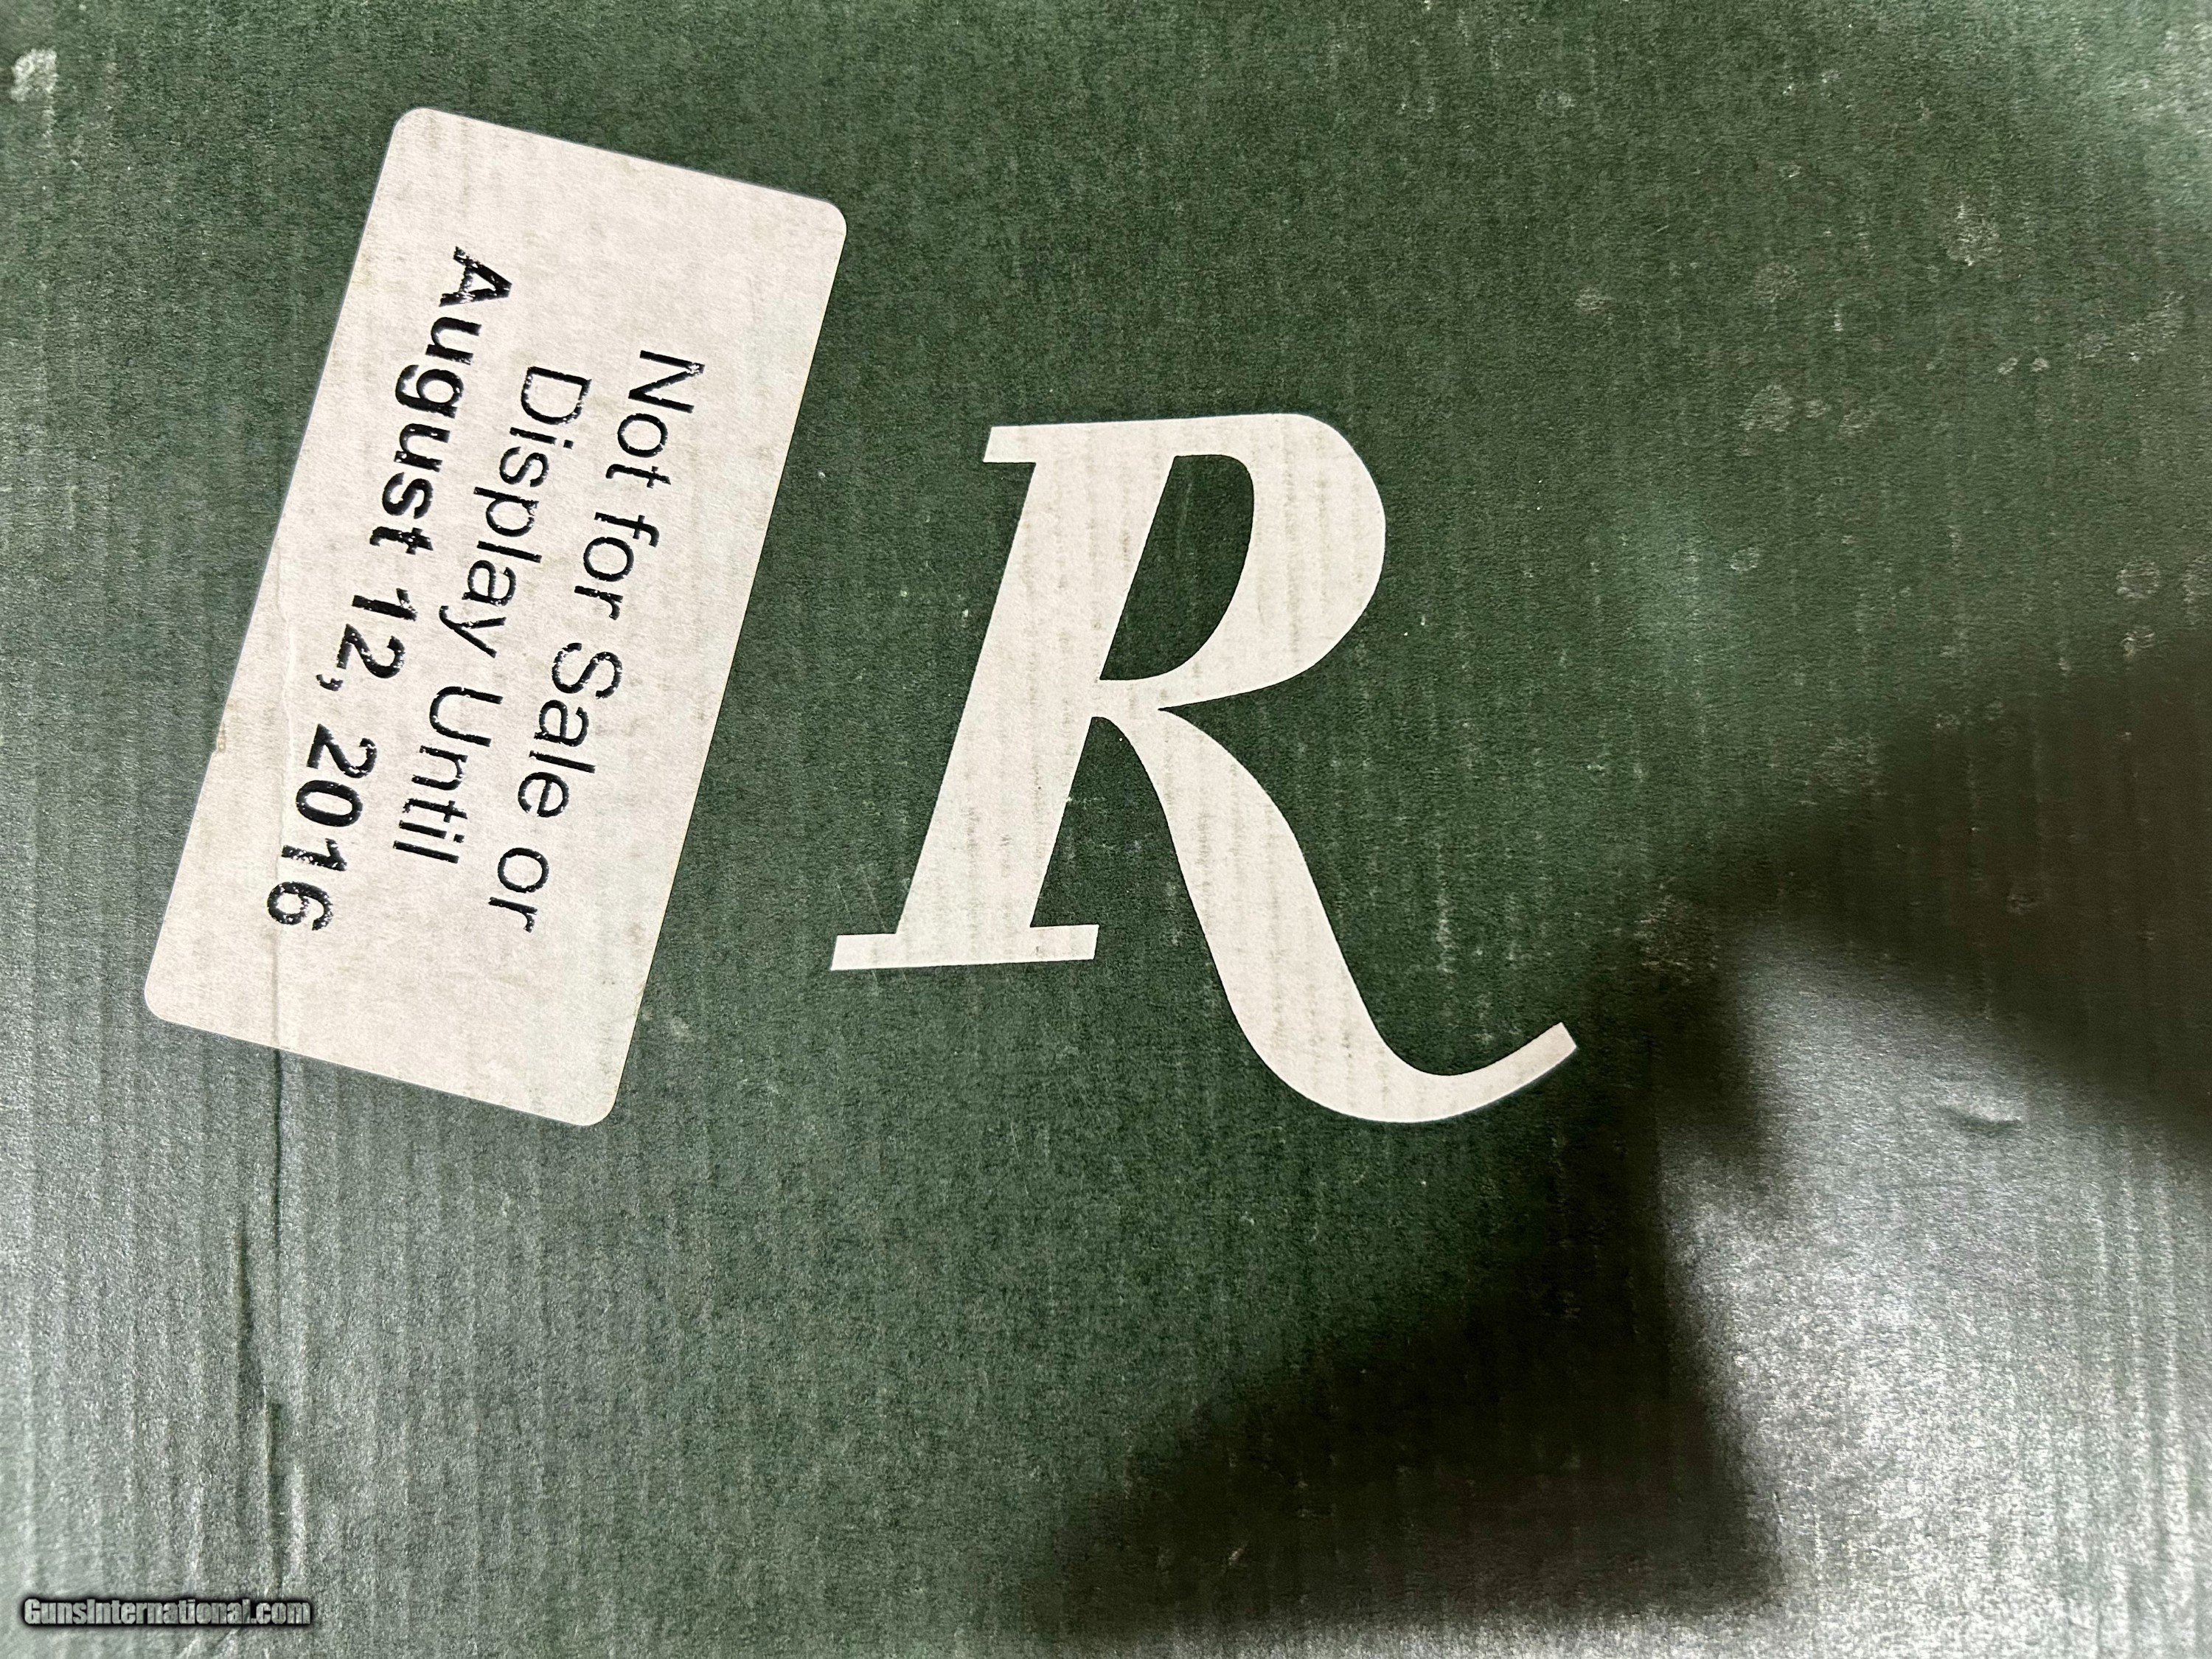 Not for Sale or
Display Until
August 12, 2016
R
GunsInternational.com